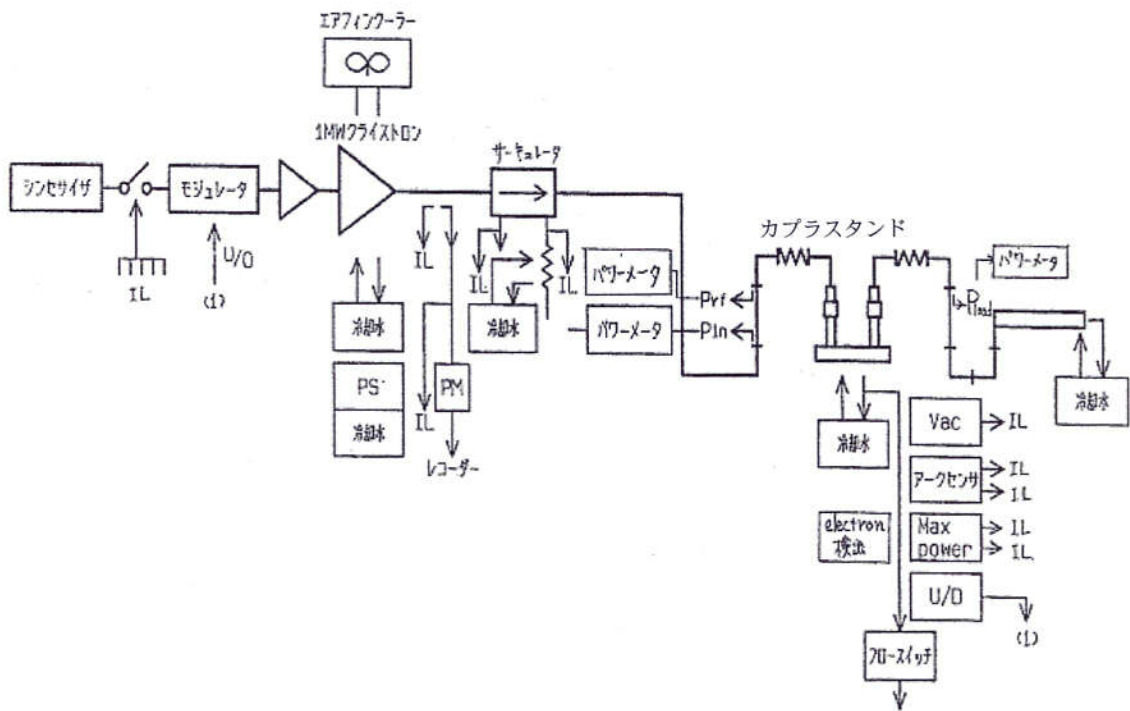 エアフィンクーラー
1MWクライストロン
サーキュレータ
シンセサイザ
モジュレータ
U/O
IL
(1)
カプラスタンド
IL
IL
IL
パワーメータ
パワーメータ
Prf
PIn
パワーメータ
Pload
冷却水
冷却水
PS
冷却水
PM
IL
レコーダー
冷却水
冷却水
Vac
IL
アークセンサ
IL
IL
electron
検出
Max
power
IL
IL
U/D
(1)
フロースイッチ